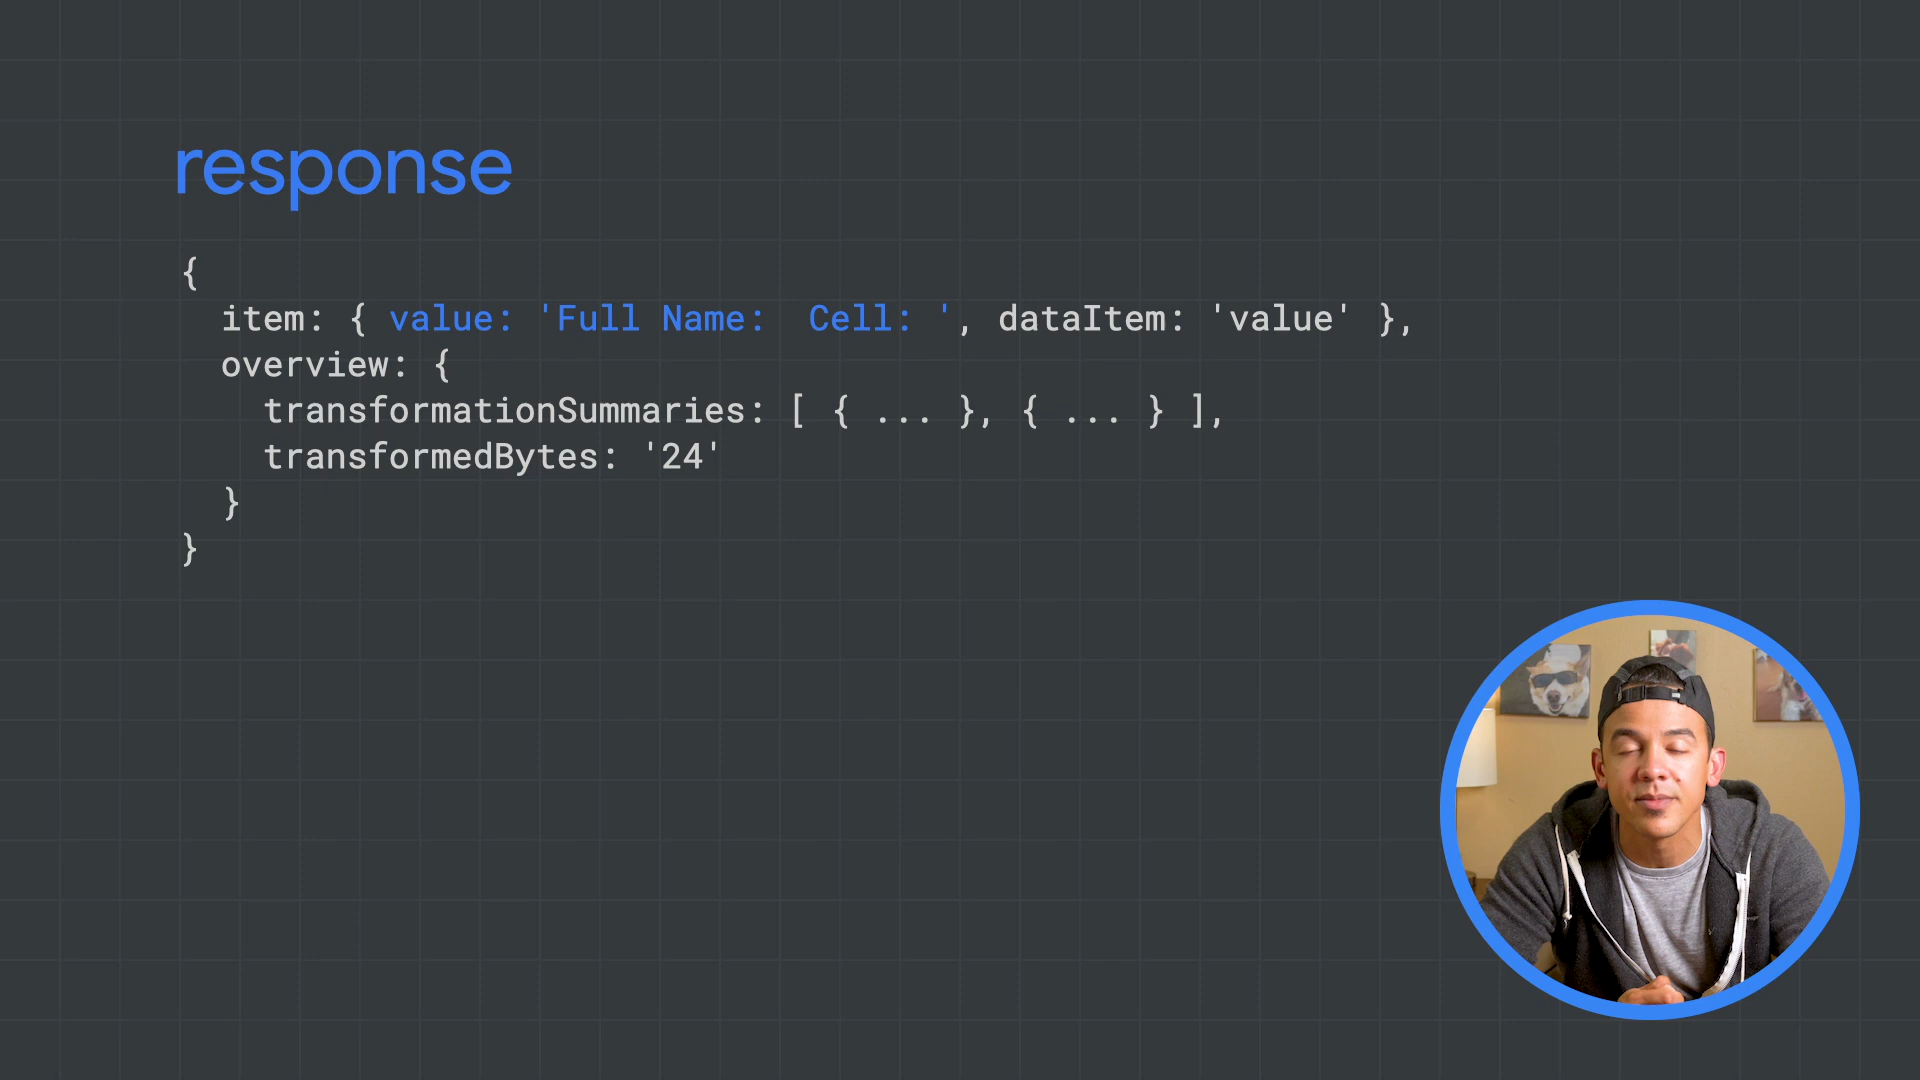 response
{
item: { value: 'Full Name:  Cell: ', dataItem: 'value' },
overview: {
transformationSummaries: [ { ... }, { ... } ],
transformedBytes: '24'
}
}